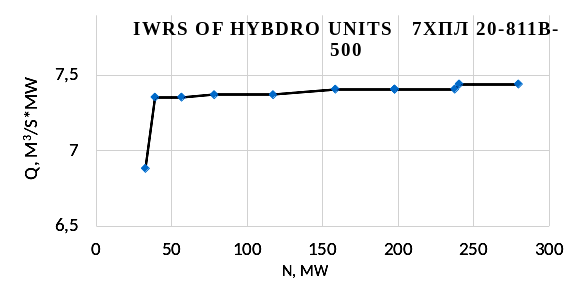 IWRS OF HYBDRO UNITS 7ХПЛ 20-811В-
500
Q, M³/S*MW
7,5
7
6,5
0 50 100 150 200 250 300
N, MW